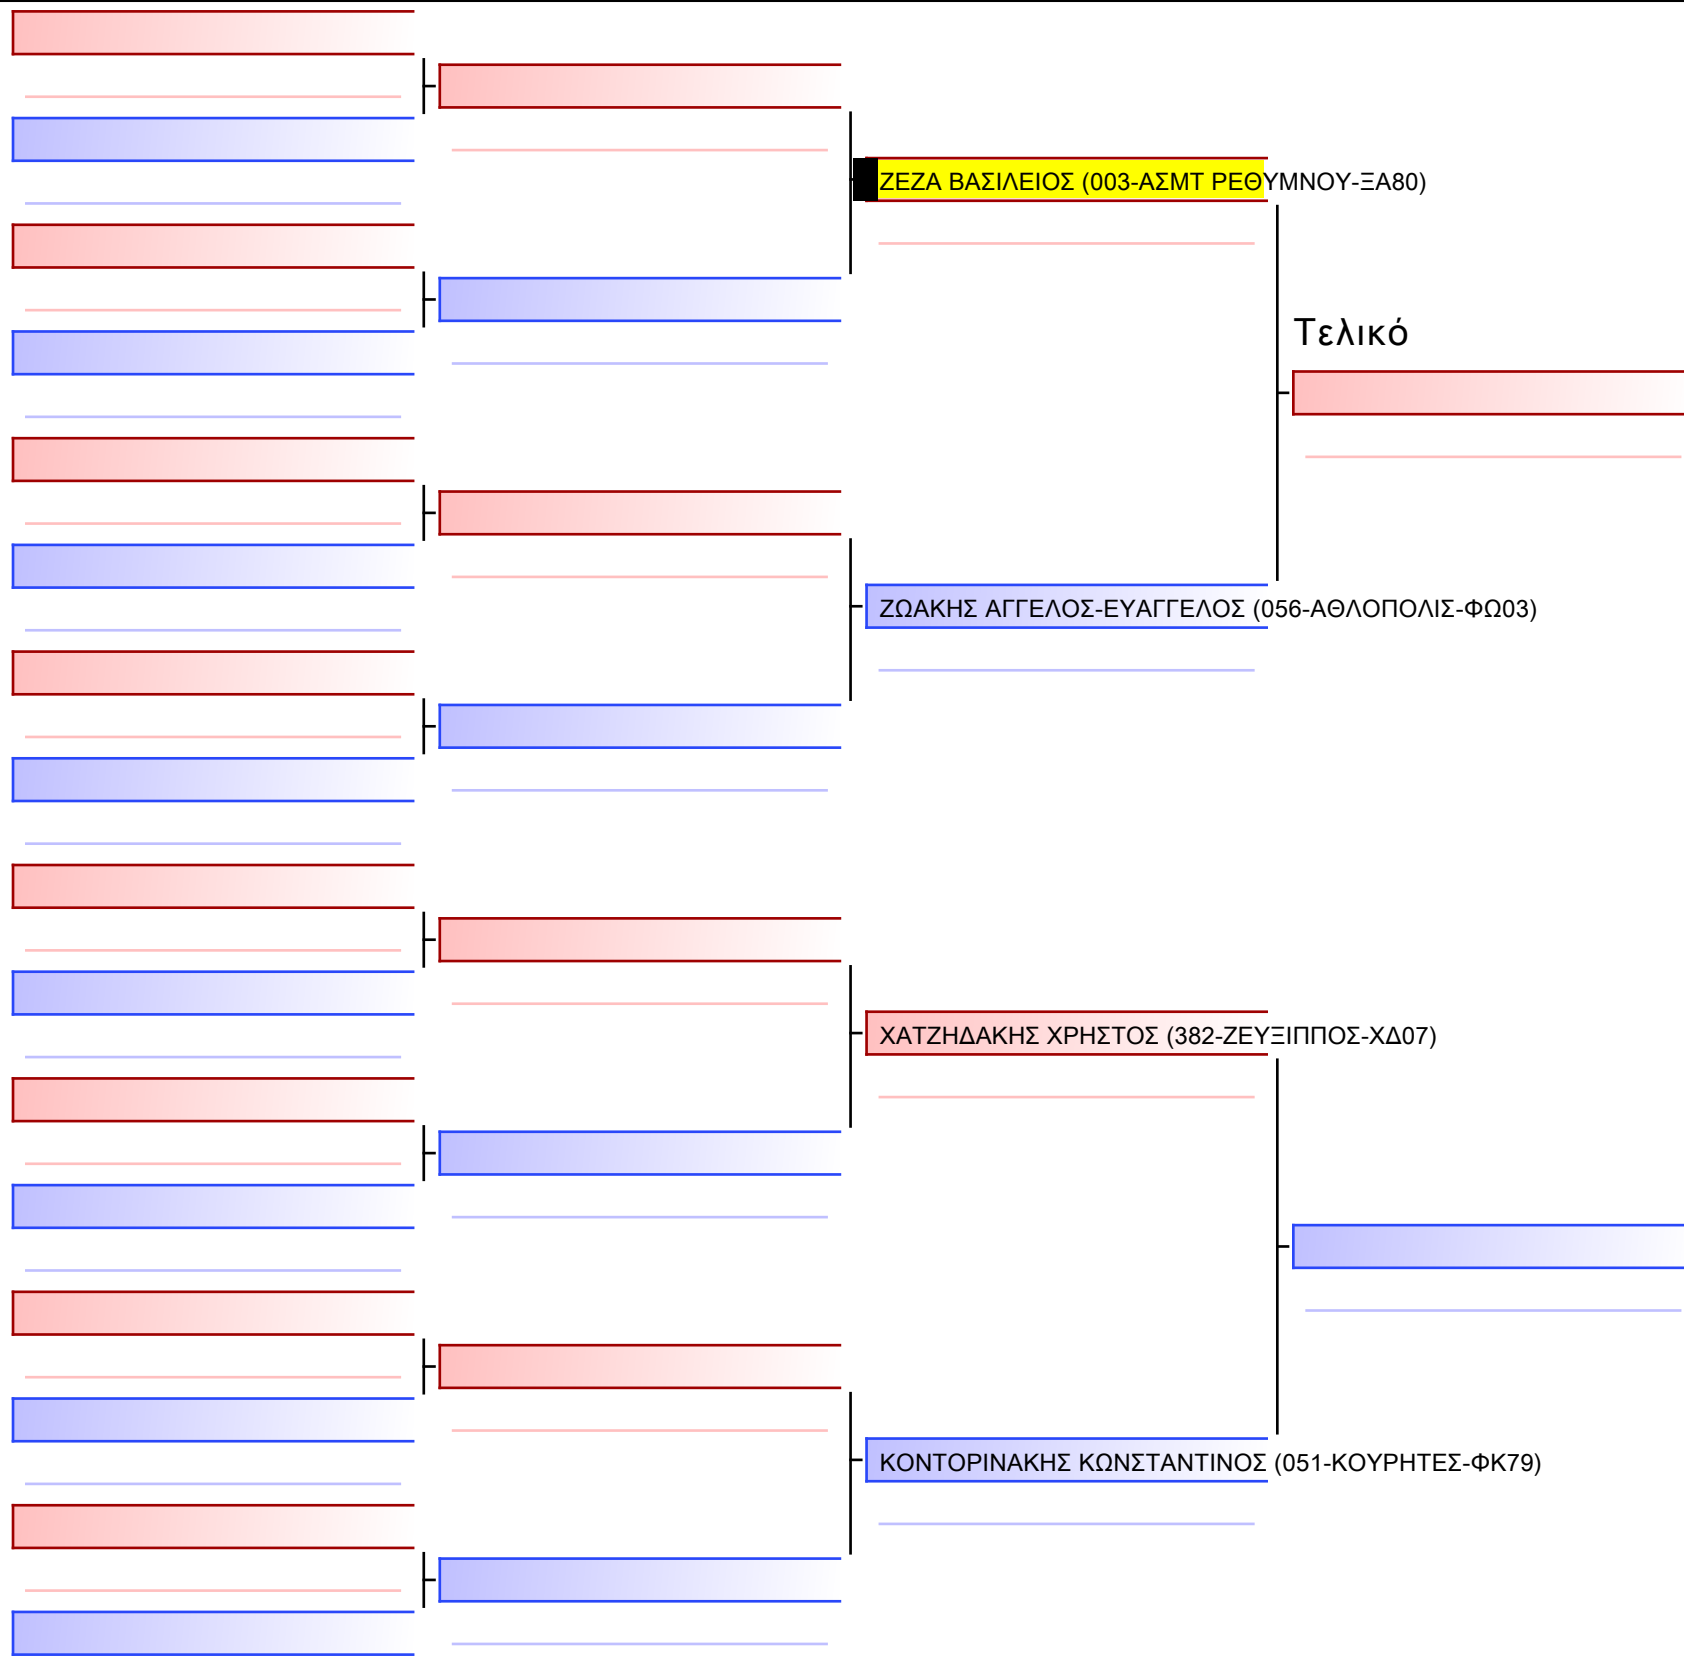 ΖΕΖΑ ΒΑΣΙΛΕΙΟΣ (003-ΑΣΜΤ ΡΕΘΥΜΝΟΥ-ΞΑ80)
Τελικό
ΖΩΑΚΗΣ ΑΓΓΕΛΟΣ-ΕΥΑΓΓΕΛΟΣ (056-ΑΘΛΟΠΟΛΙΣ-ΦΩ03)
ΧΑΤΖΗΔΑΚΗΣ ΧΡΗΣΤΟΣ (382-ΖΕΥΞΙΠΠΟΣ-ΧΔ07)
ΚΟΝΤΟΡΙΝΑΚΗΣ ΚΩΝΣΤΑΝΤΙΝΟΣ (051-ΚΟΥΡΗΤΕΣ-ΦΚ79)